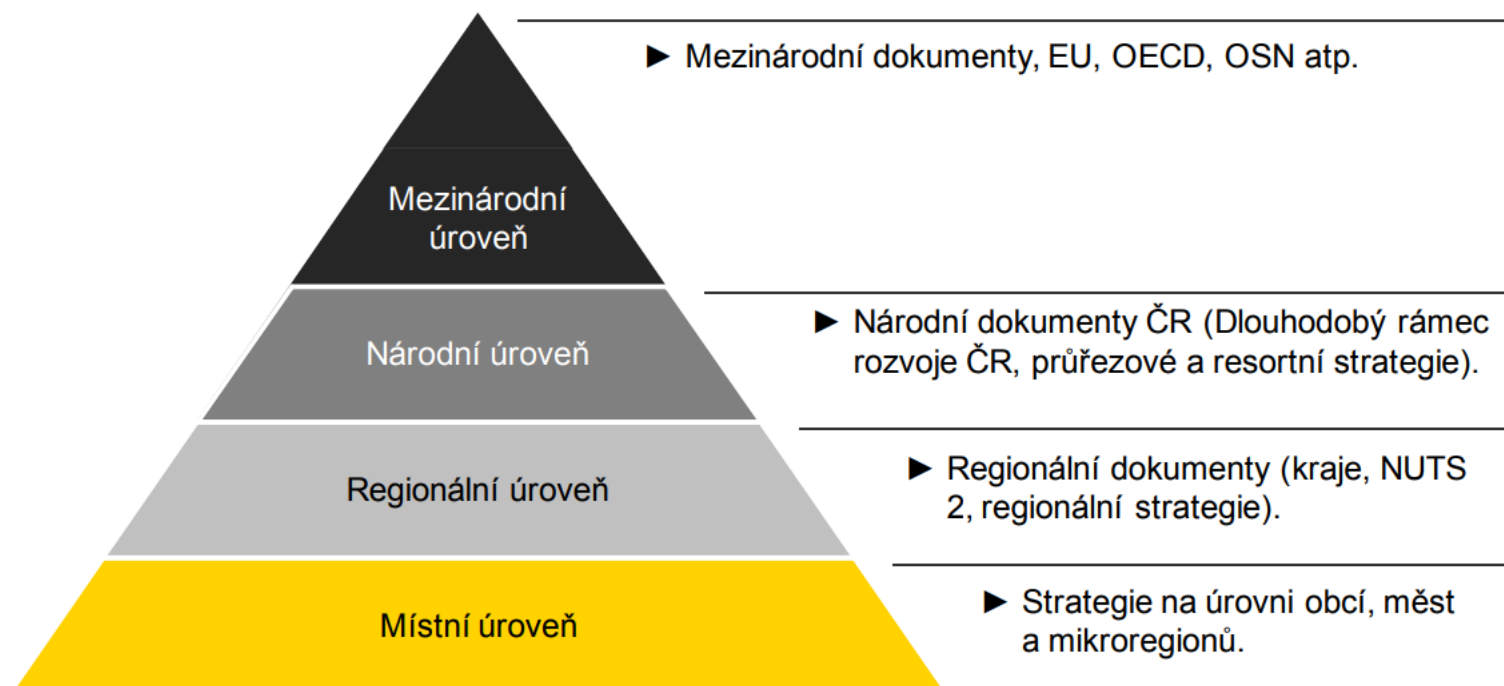 ► Mezinárodní dokumenty, EU, OECD, OSN atp.
Mezinárodní
úroveň
► Národní dokumenty ČR (Dlouhodobý rámec
rozvoje ČR, průřezové a resortní strategie).
Národní úroveň
► Regionální dokumenty (kraje, NUTS
2, regionální strategie).
Regionální úroveň
► Strategie na úrovni obcí, měst
a mikroregionů.
Místní úroveň